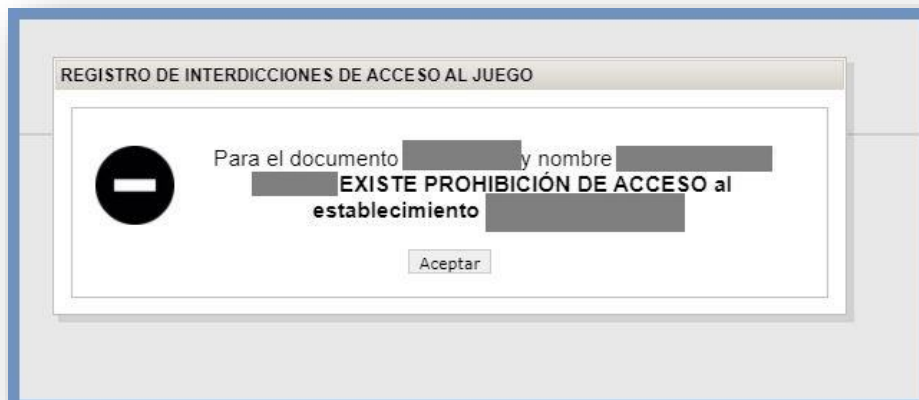 REGISTRO DE INTERDICCIONES DE ACCESO AL JUEGO
Para el documento y nombre
EXISTE PROHIBICIÓN DE ACCESO al
establecimiento
Aceptar